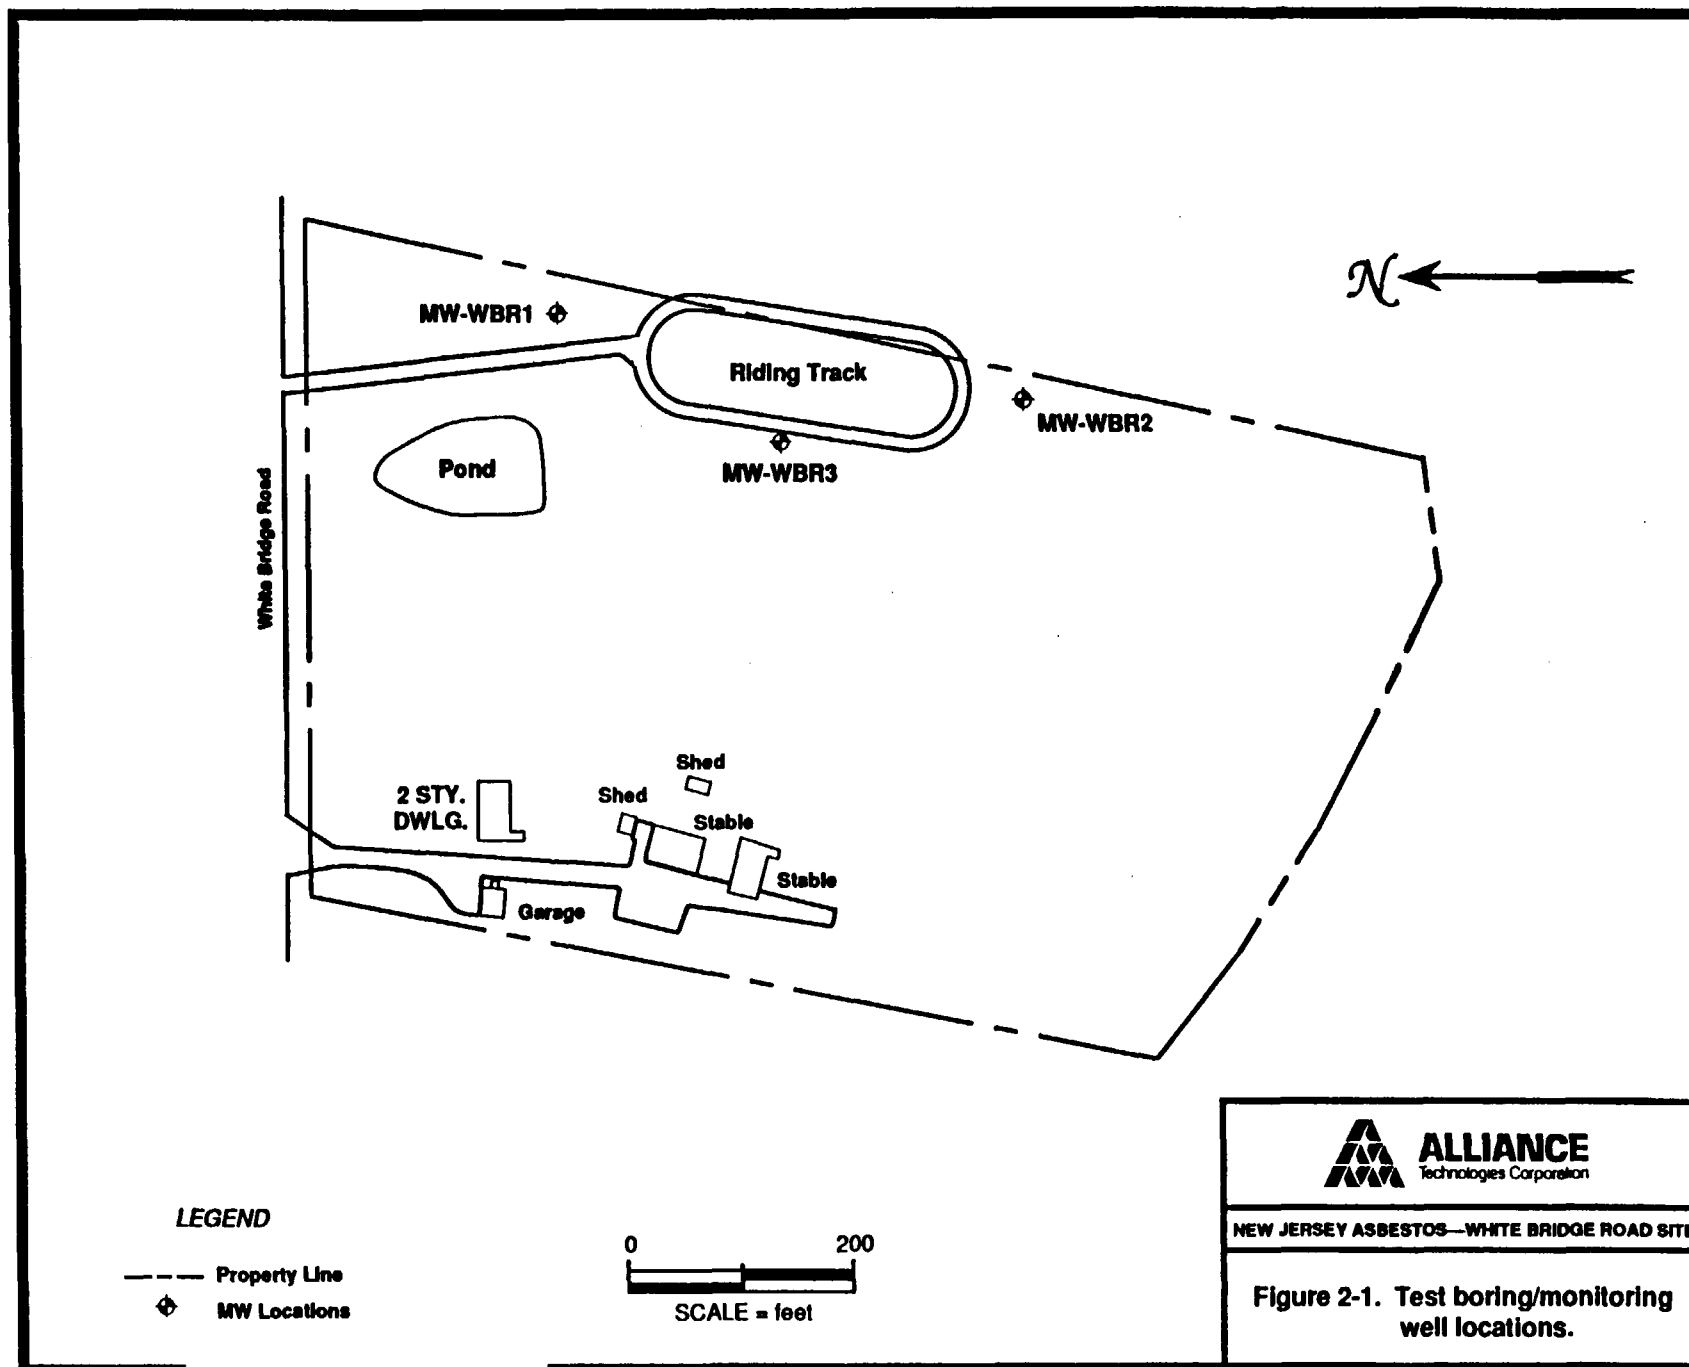 N
MW-WBR1
Riding Track
MW-WBR2
MW-WBR3
Pond
White Bridge Road
Shed
2 STY.
DWLG.
Shed
Stable
Stable
Garage
ALLIANCE
Technologies Corporation
NEW JERSEY ASBESTOS—WHITE BRIDGE ROAD SITE
Figure 2-1. Test boring/monitoring
well locations.
LEGEND
Property Line
MW Locations
0 200
SCALE = feet